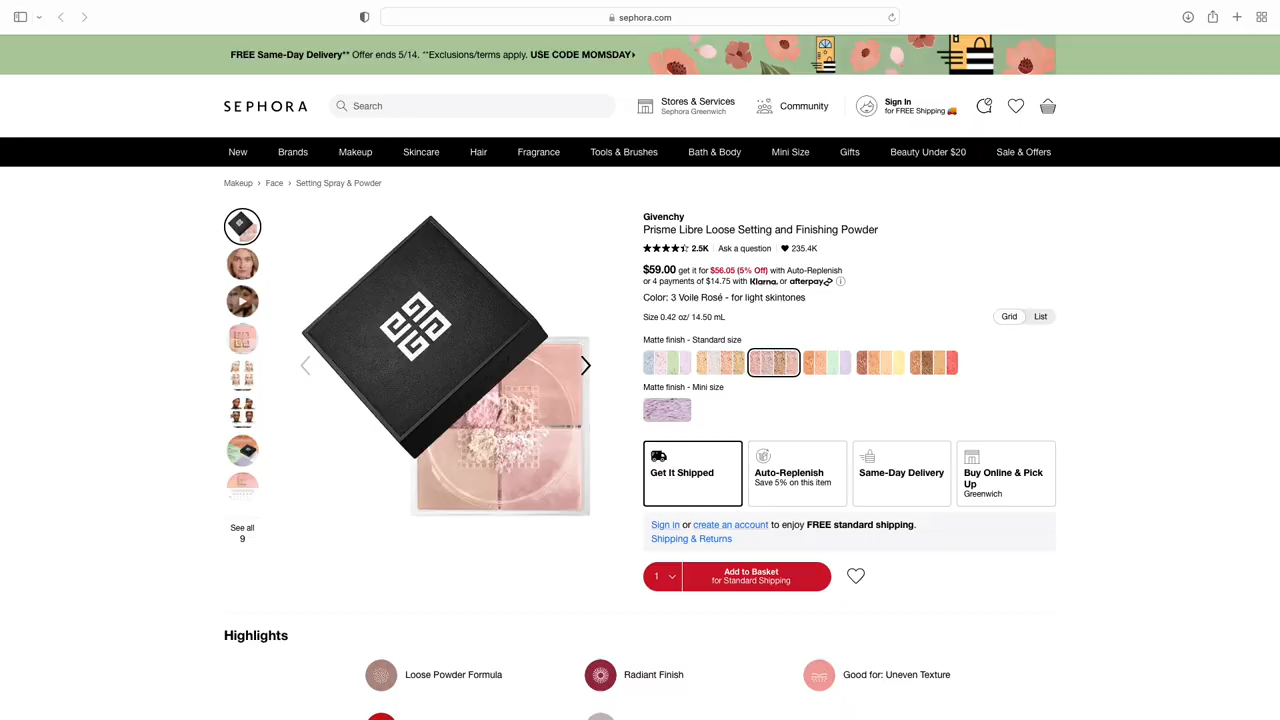 sephora.com
FREE Same-Day Delivery** Offer ends 5/14. **Exclusions/terms apply. USE CODE MOMSDAY
SEPHORA
Search
Stores & Services
Sephora Greenwich
Community
Sign In
for FREE Shipping
New Brands Makeup Skincare Hair Fragrance Tools & Brushes Bath & Body Mini Size Gifts Beauty Under $20 Sale & Offers
Makeup > Face > Setting Spray & Powder
Givenchy
Prisme Libre Loose Setting and Finishing Powder
2.5K Ask a question 235.4K
$59.00 get it for $56.05 (5% Off) with Auto-Replenish
or 4 payments of $14.75 with Klarna. or afterpay
Color: 3 Voile Rosé - for light skintones
Size 0.42 oz/ 14.50 mL
Grid List
Matte finish - Standard size
Matte finish - Mini size
Get It Shipped
Auto-Replenish
Save 5% on this item
Same-Day Delivery
Buy Online & Pick
Up
Greenwich
Sign in or create an account to enjoy FREE standard shipping.
Shipping & Returns
See all
9
1
Add to Basket
for Standard Shipping
Highlights
Loose Powder Formula
Radiant Finish
Good for: Uneven Texture